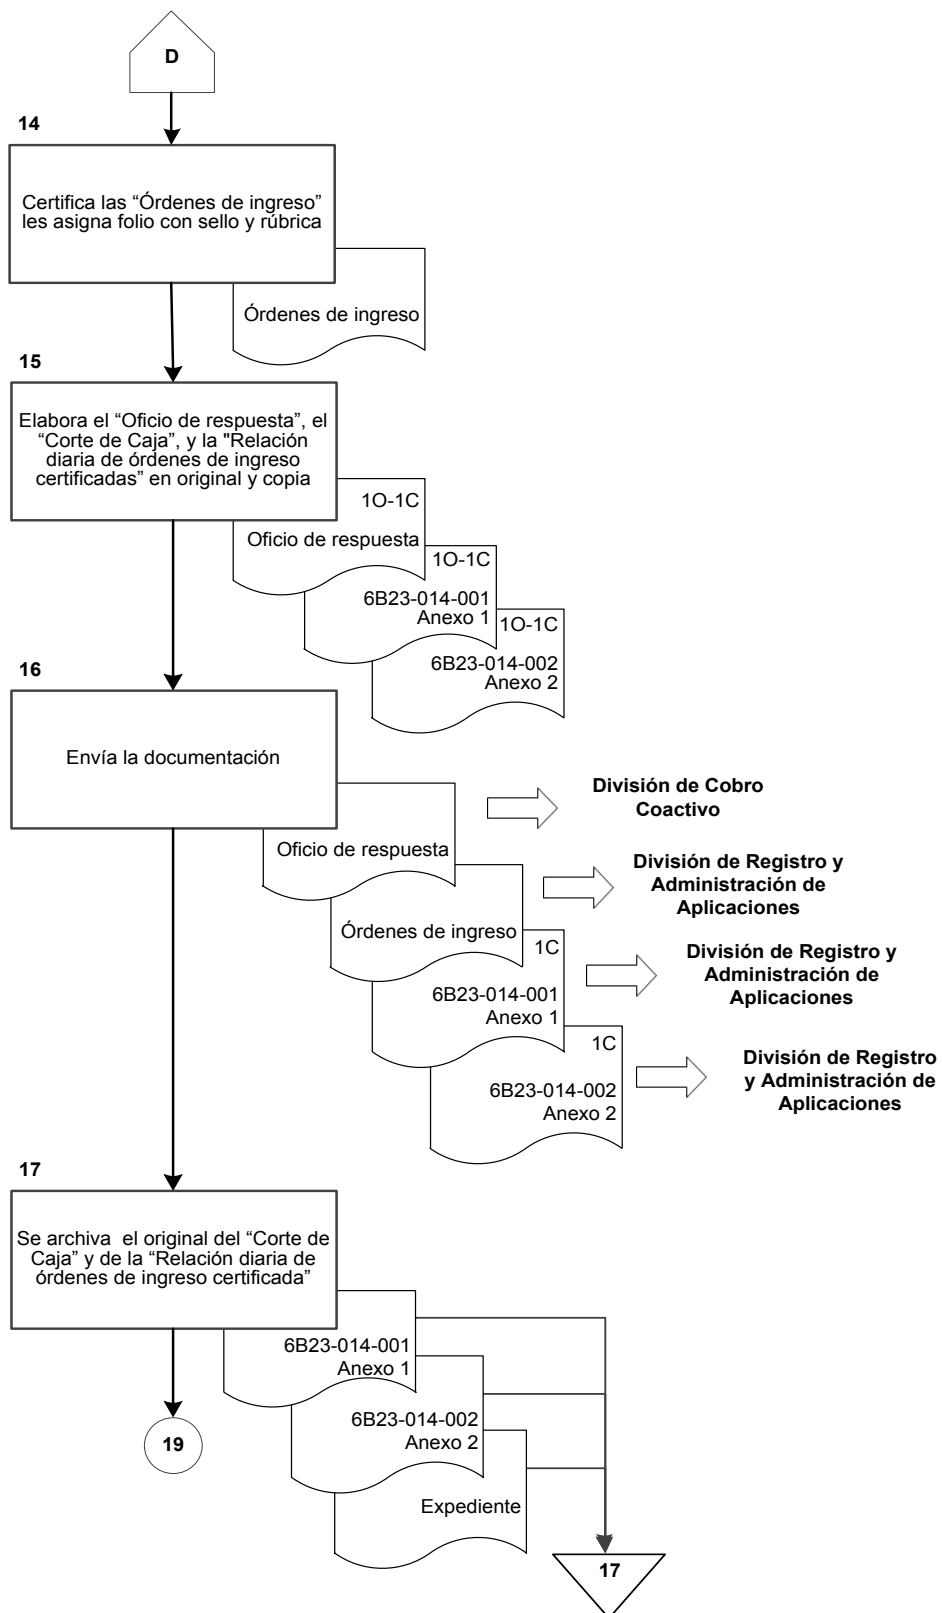 D
14
Certifica las “Órdenes de ingreso”
les asigna folio con sello y rúbrica
Órdenes de ingreso
15
Elabora el “Oficio de respuesta”, el
“Corte de Caja”, y la "Relación
diaria de órdenes de ingreso
certificadas” en original y copia
1O-1C
Oficio de respuesta
1O-1C
6B23-014-001
Anexo 1
1O-1C
6B23-014-002
Anexo 2
16
Envía la documentación
Oficio de respuesta
División de Cobro
Coactivo
Órdenes de ingreso
División de Registro y
Administración de
Aplicaciones
1C
6B23-014-001
Anexo 1
División de Registro y
Administración de
Aplicaciones
1C
6B23-014-002
Anexo 2
División de Registro
y Administración de
Aplicaciones
17
Se archiva  el original del “Corte de
Caja” y de la “Relación diaria de
órdenes de ingreso certificada”
6B23-014-001
Anexo 1
6B23-014-002
Anexo 2
Expediente
19
17